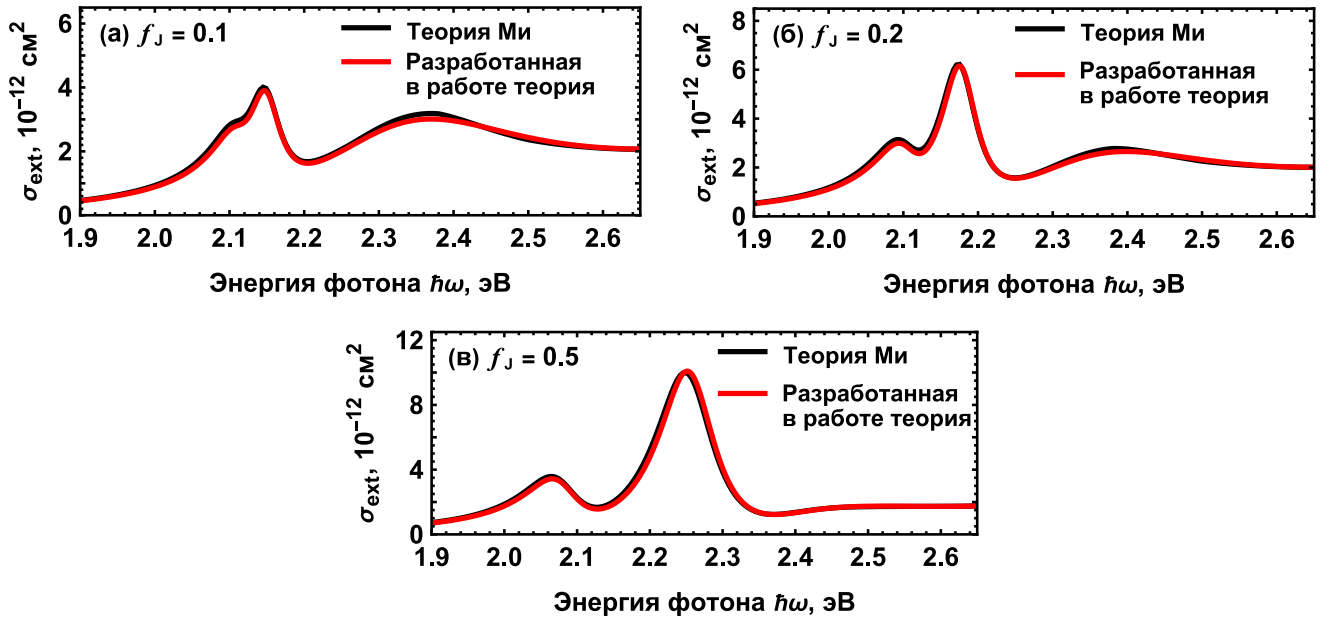 (а) f_J = 0.1
Теория Ми
Разработанная
в работе теория
σ_ext, 10^−12 см^2
6
4
2
0
1.9 2.0 2.1 2.2 2.3 2.4 2.5 2.6
Энергия фотона ℏω, эВ
(б) f_J = 0.2
Теория Ми
Разработанная
в работе теория
σ_ext, 10^−12 см^2
8
6
4
2
0
1.9 2.0 2.1 2.2 2.3 2.4 2.5 2.6
Энергия фотона ℏω, эВ
(в) f_J = 0.5
Теория Ми
Разработанная
в работе теория
σ_ext, 10^−12 см^2
12
8
4
0
1.9 2.0 2.1 2.2 2.3 2.4 2.5 2.6
Энергия фотона ℏω, эВ